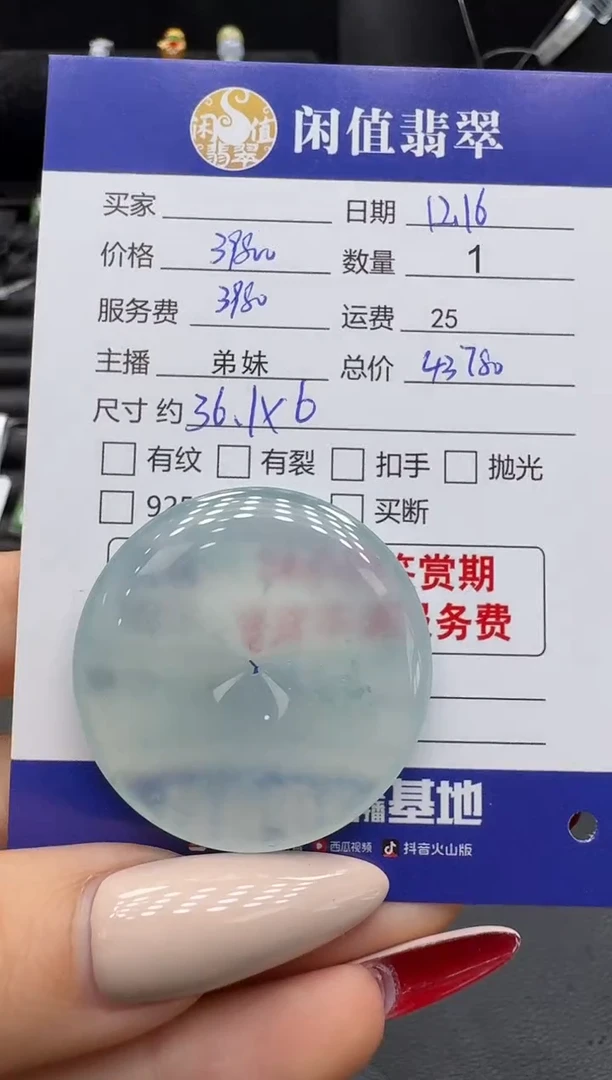 闲值翡翠
闲值翡翠
买家 日期 12.16
价格 39800 数量 1
服务费 3980 运费 25
主播 弟妹 总价 43780
尺寸 约 36.1X6
有纹 有裂 扣手 抛光
925 买断
赏期
务费
播基地
西瓜视频 抖音火山版